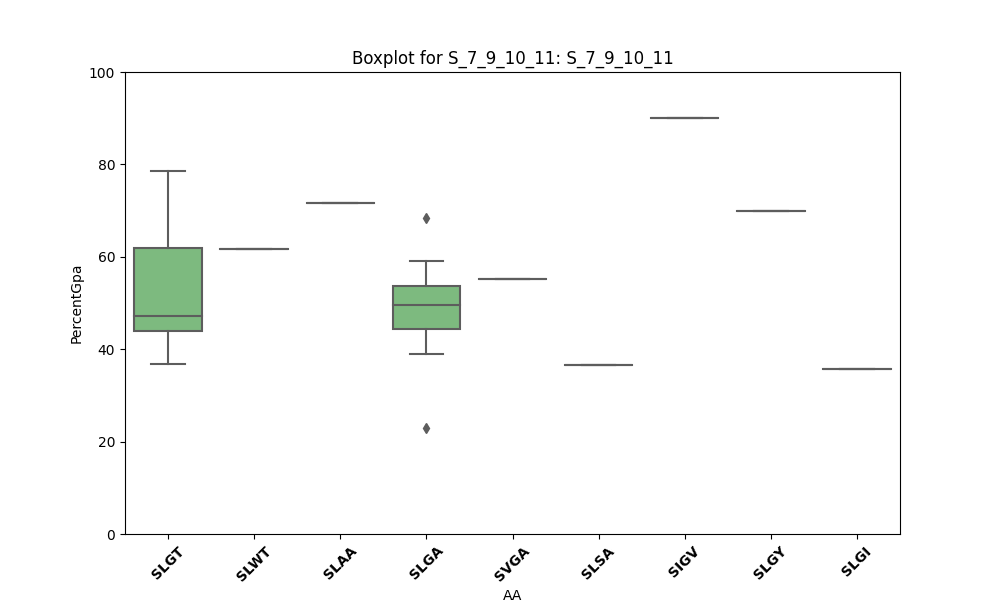 Boxplot for S_7_9_10_11: S_7_9_10_11
100
80
60
40
20
0
PercentGpa
SLGT SLWT SLAA SLGA SVGA SLSA SIGV SLGY SLGI
AA